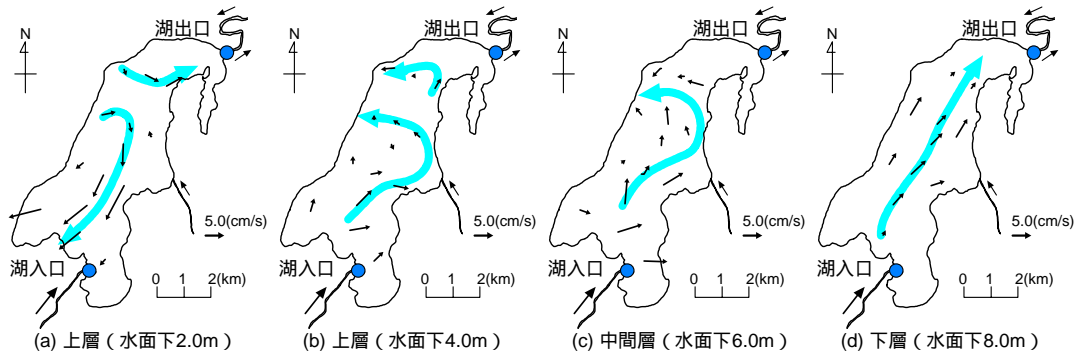 N
湖出口
5.0(cm/s)
湖入口
0 1 2(km)
(a) 上層（水面下2.0m）
N
湖出口
5.0(cm/s)
湖入口
0 1 2(km)
(b) 上層（水面下4.0m）
N
湖出口
5.0(cm/s)
湖入口
0 1 2(km)
(c) 中間層（水面下6.0m）
N
湖出口
5.0(cm/s)
湖入口
0 1 2(km)
(d) 下層（水面下8.0m）